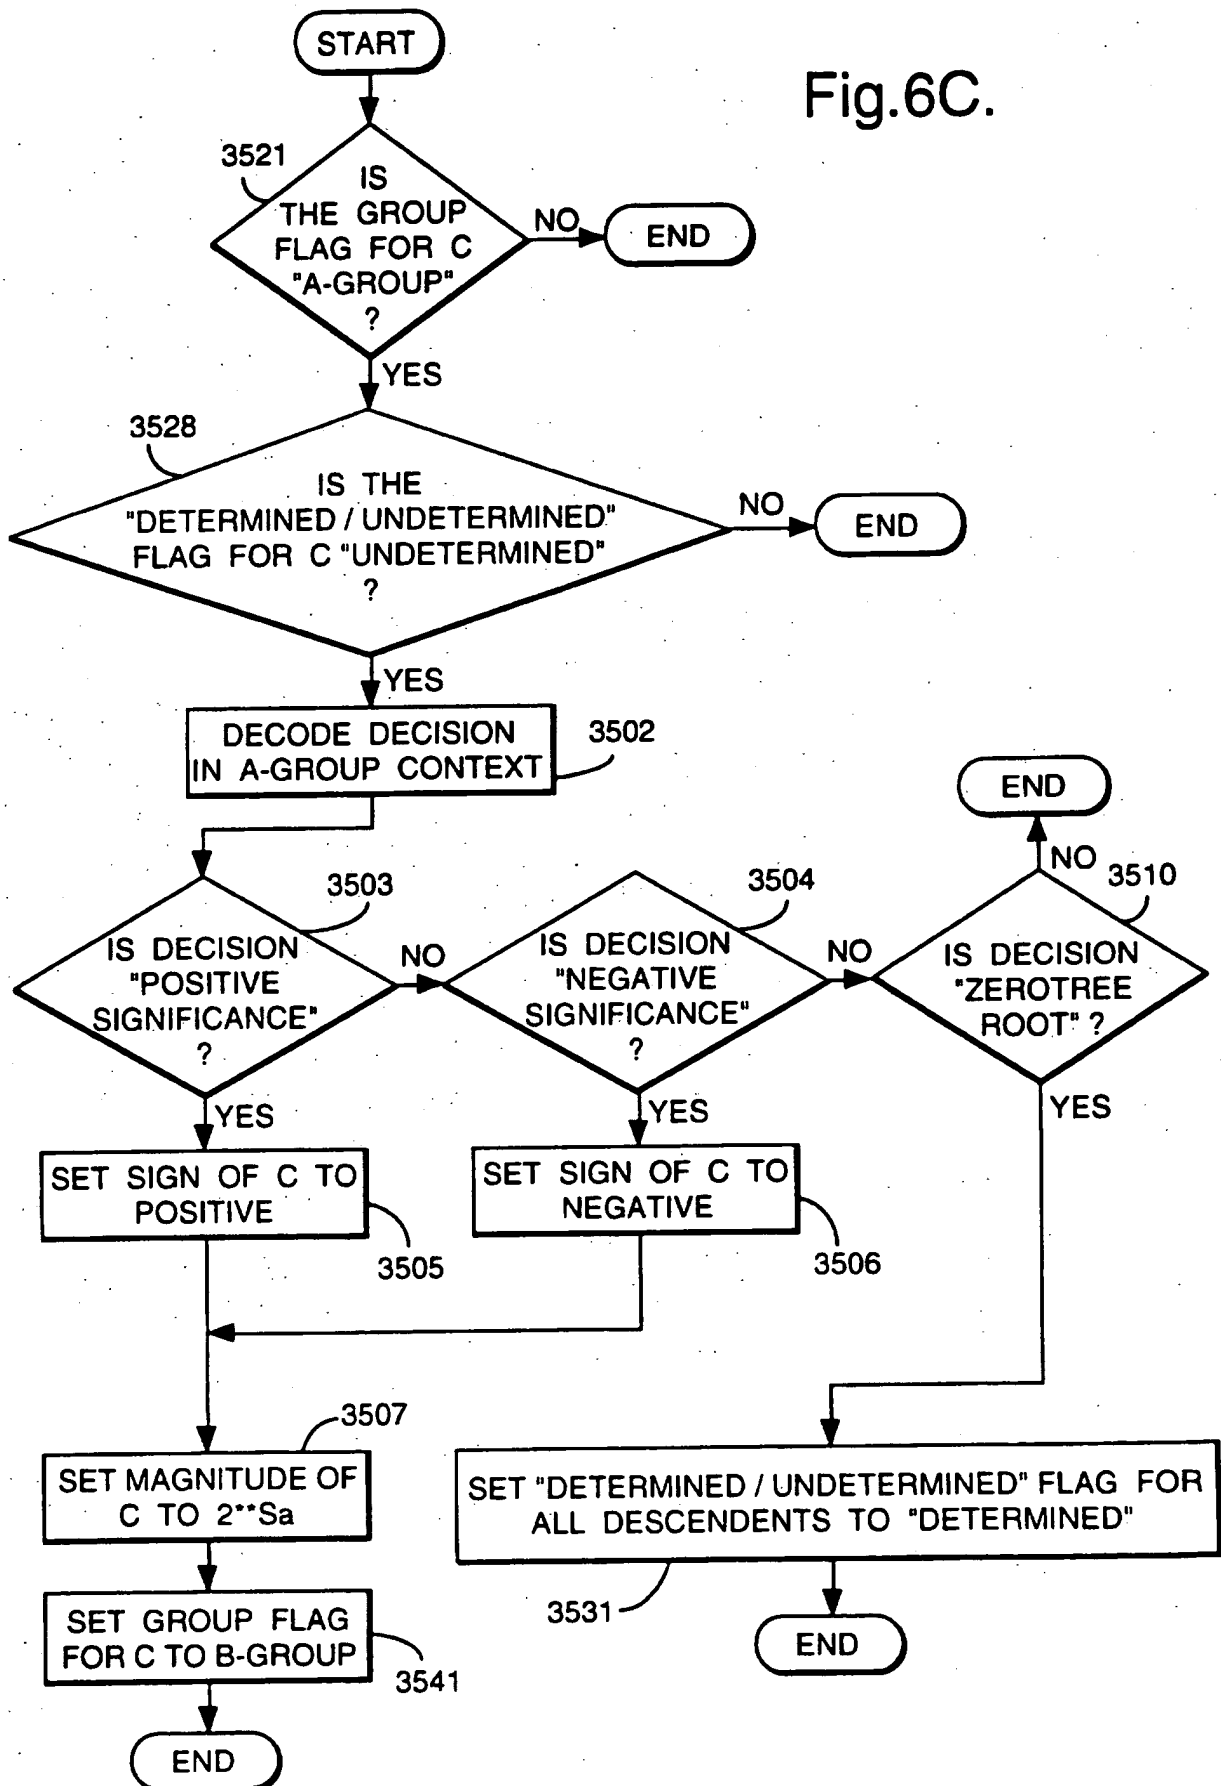 START
Fig.6C.
3521
IS
THE GROUP
FLAG FOR C
"A-GROUP"
?
NO
END
YES
3528
IS THE
"DETERMINED / UNDETERMINED"
FLAG FOR C "UNDETERMINED"
?
NO
END
YES
DECODE DECISION
IN A-GROUP CONTEXT
3502
END
NO
3503
IS DECISION
"POSITIVE
SIGNIFICANCE"
?
NO
3504
IS DECISION
"NEGATIVE
SIGNIFICANCE"
?
NO
3510
IS DECISION
"ZEROTREE
ROOT" ?
YES
YES
YES
SET SIGN OF C TO
POSITIVE
3505
SET SIGN OF C TO
NEGATIVE
3506
3507
SET MAGNITUDE OF
C TO 2**Sa
SET "DETERMINED / UNDETERMINED" FLAG FOR
ALL DESCENDENTS TO "DETERMINED"
3531
SET GROUP FLAG
FOR C TO B-GROUP
3541
END
END